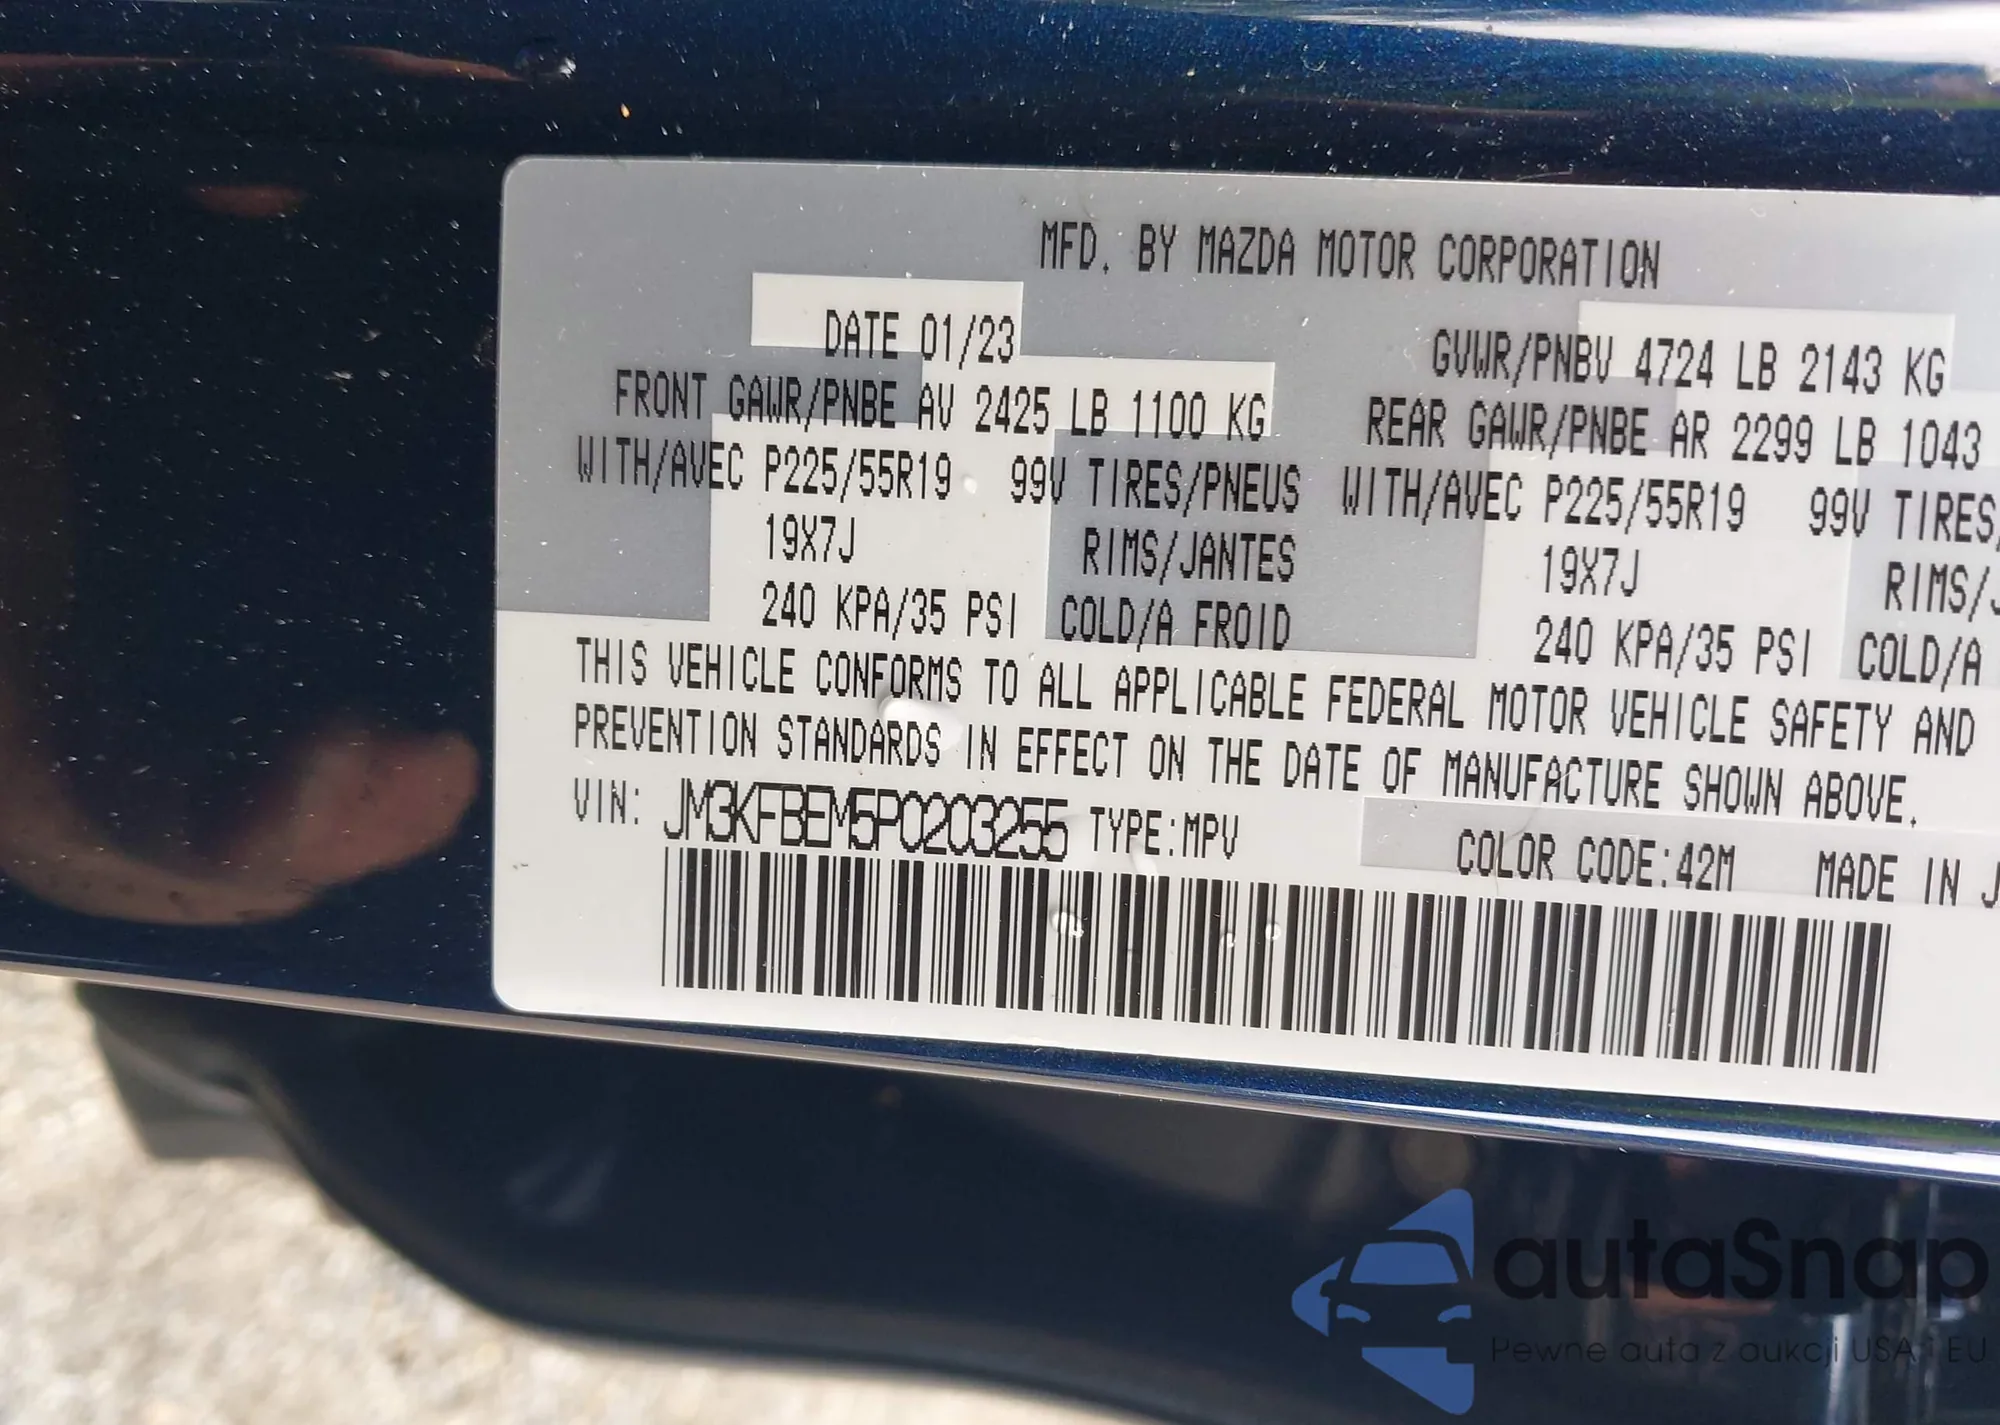 MFD. BY MAZDA MOTOR CORPORATION
DATE 01/23 GVWR/PNBV 4724 LB 2143 KG
FRONT GAWR/PNBE AV 2425 LB 1100 KG REAR GAWR/PNBE AR 2299 LB 1043
WITH/AVEC P225/55R19 99V TIRES/PNEUS WITH/AVEC P225/55R19 99V TIRES/
19X7J RIMS/JANTES 19X7J RIMS/J
240 KPA/35 PSI COLD/A FROID 240 KPA/35 PSI COLD/A
THIS VEHICLE CONFORMS TO ALL APPLICABLE FEDERAL MOTOR VEHICLE SAFETY AND
PREVENTION STANDARDS IN EFFECT ON THE DATE OF MANUFACTURE SHOWN ABOVE.
VIN: JM3KFBEM5P0203255 TYPE:MPV COLOR CODE:42M MADE IN J
autaSnap
Pewne auta z aukcji USA i EU